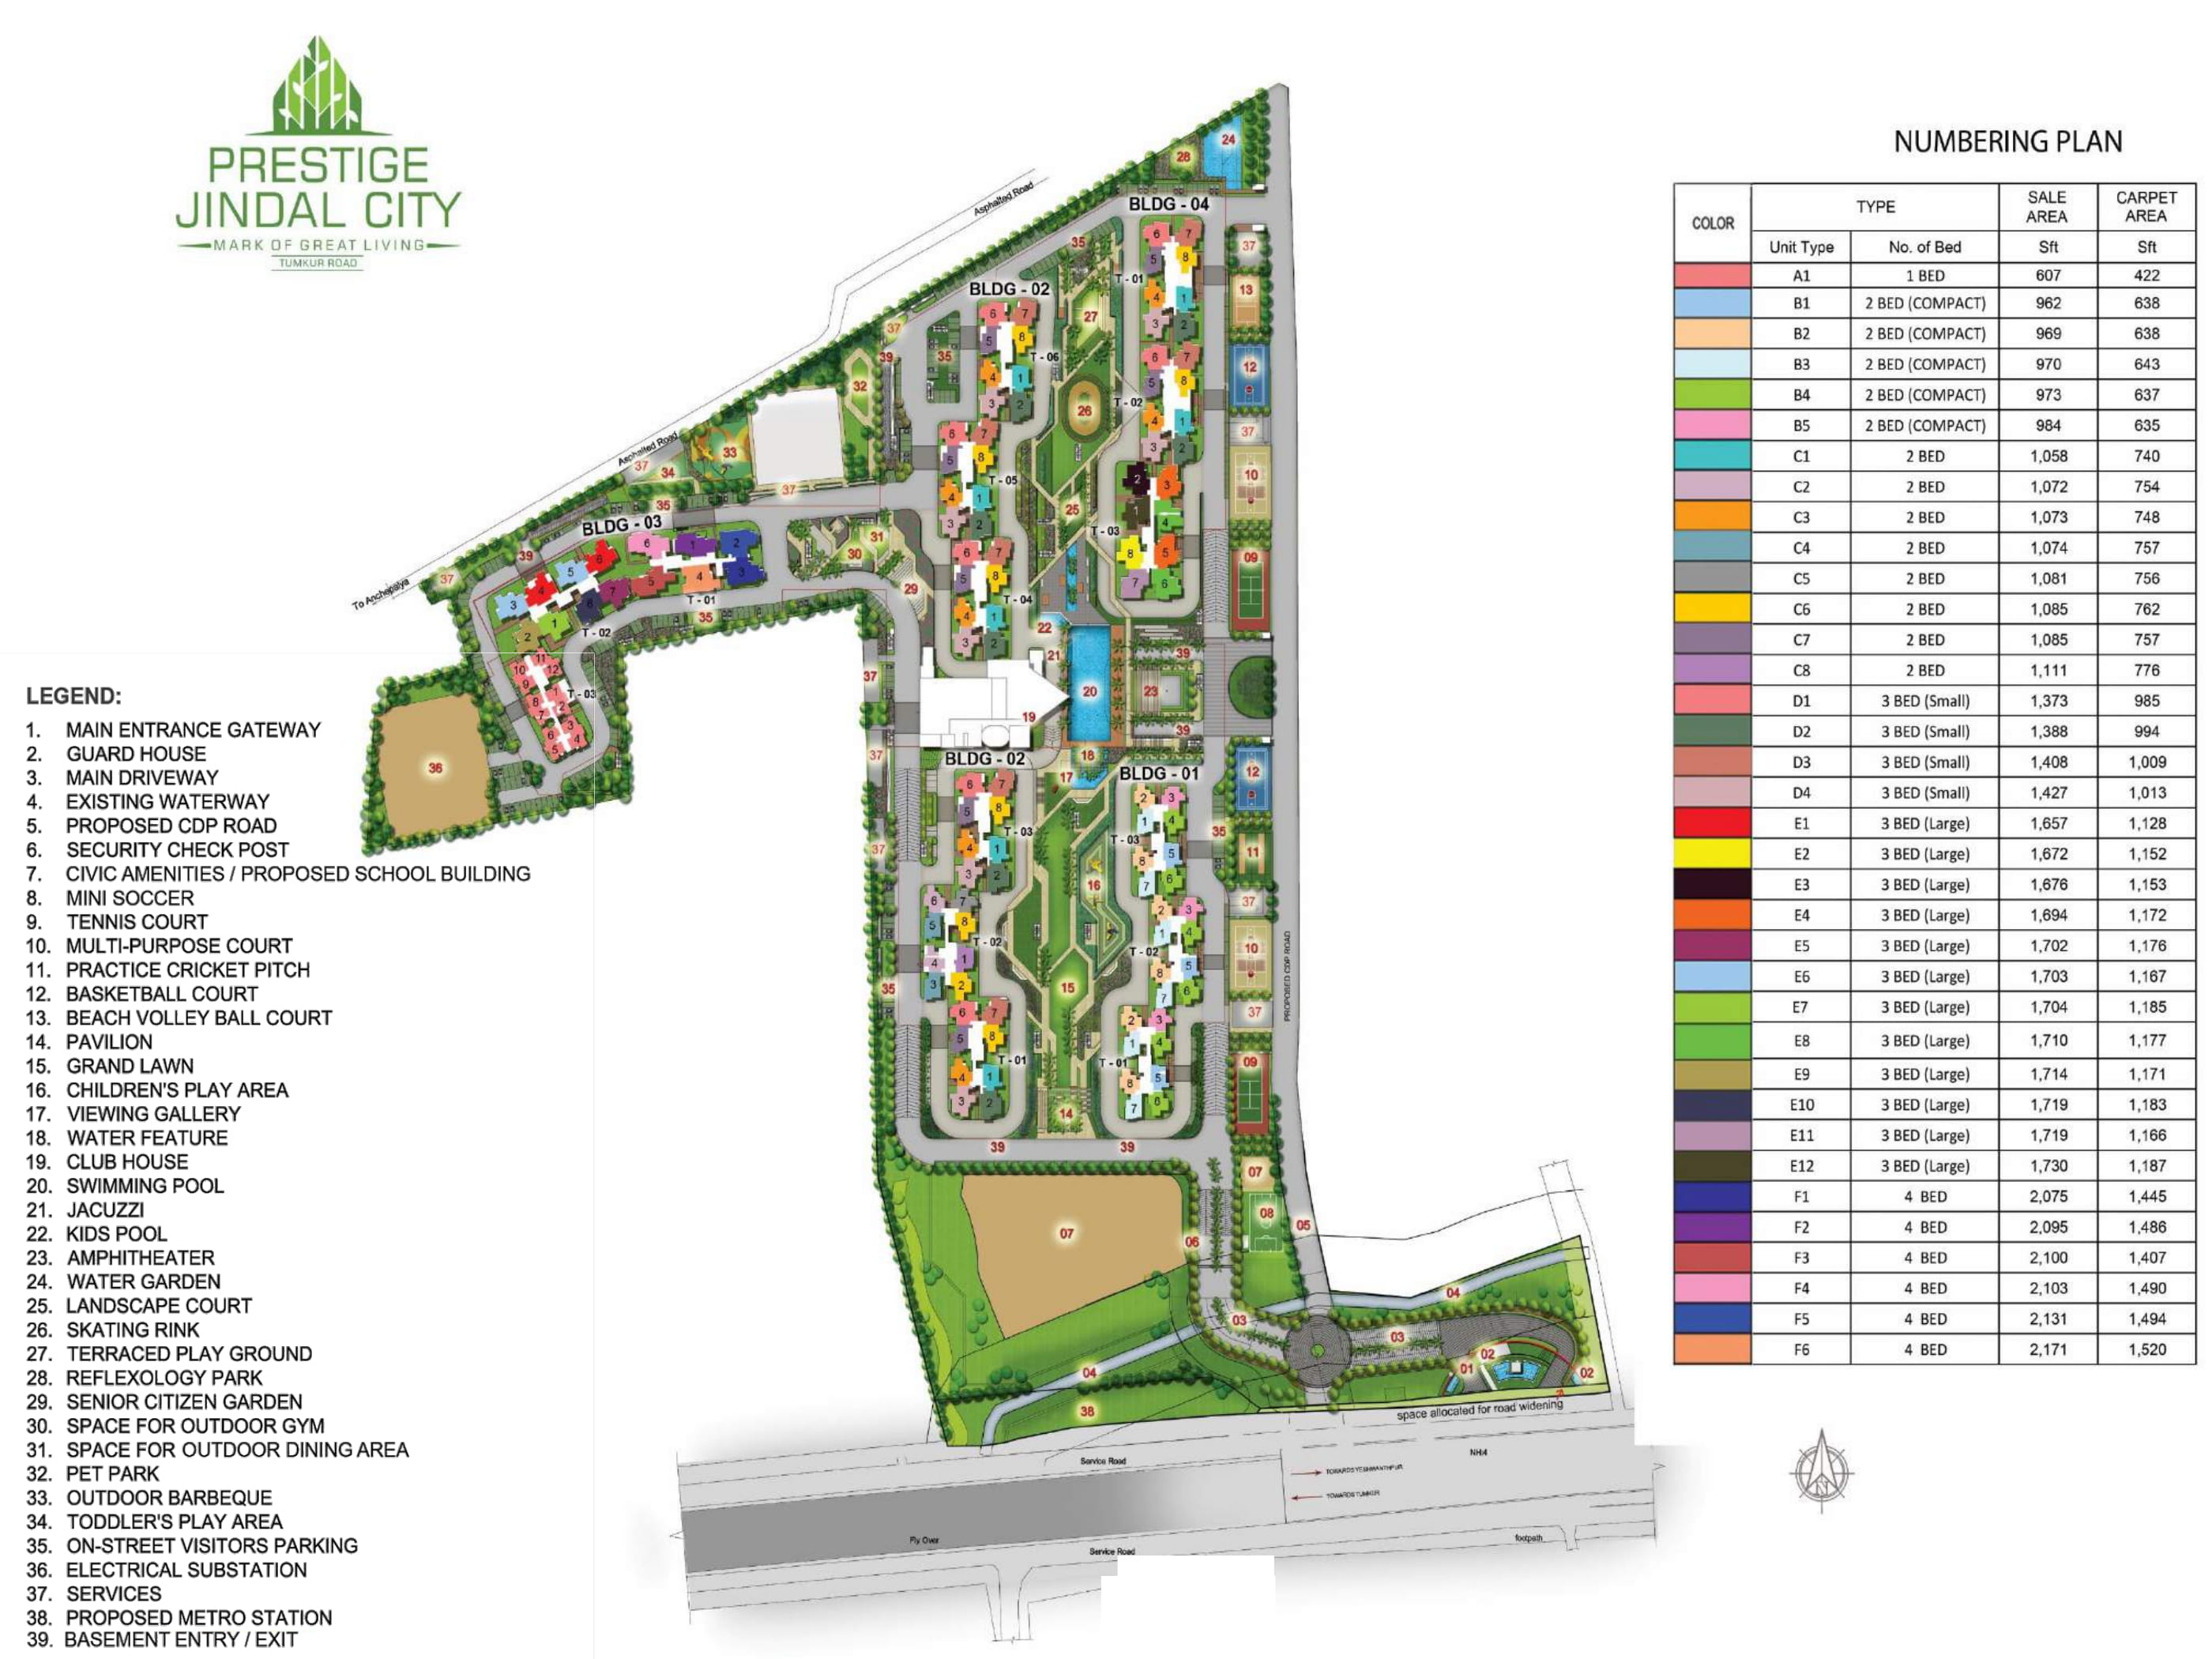 PRESTIGE
JINDAL CITY
MARK OF GREAT LIVING
TUMKUR ROAD
LEGEND:
1. MAIN ENTRANCE GATEWAY
2. GUARD HOUSE
3. MAIN DRIVEWAY
4. EXISTING WATERWAY
5. PROPOSED CDP ROAD
6. SECURITY CHECK POST
7. CIVIC AMENITIES / PROPOSED SCHOOL BUILDING
8. MINI SOCCER
9. TENNIS COURT
10. MULTI-PURPOSE COURT
11. PRACTICE CRICKET PITCH
12. BASKETBALL COURT
13. BEACH VOLLEY BALL COURT
14. PAVILION
15. GRAND LAWN
16. CHILDREN'S PLAY AREA
17. VIEWING GALLERY
18. WATER FEATURE
19. CLUB HOUSE
20. SWIMMING POOL
21. JACUZZI
22. KIDS POOL
23. AMPHITHEATER
24. WATER GARDEN
25. LANDSCAPE COURT
26. SKATING RINK
27. TERRACED PLAY GROUND
28. REFLEXOLOGY PARK
29. SENIOR CITIZEN GARDEN
30. SPACE FOR OUTDOOR GYM
31. SPACE FOR OUTDOOR DINING AREA
32. PET PARK
33. OUTDOOR BARBEQUE
34. TODDLER'S PLAY AREA
35. ON-STREET VISITORS PARKING
36. ELECTRICAL SUBSTATION
37. SERVICES
38. PROPOSED METRO STATION
39. BASEMENT ENTRY / EXIT
Asphalted Road
Asphalted Road
To Anchepalya
BLDG - 04
T - 01
T - 02
T - 03
BLDG - 02
T - 06
T - 05
T - 04
BLDG - 03
T - 01
T - 02
T - 03
BLDG - 02
T - 03
T - 02
T - 01
BLDG - 01
T - 03
T - 02
T - 01
PROPOSED CDP ROAD
space allocated for road widening
Service Road
NH4
TOWARDS YESHWANTHPUR
TOWARDS TUMKUR
Fly Over
Service Road
footpath
NUMBERING PLAN
COLOR TYPE SALE AREA CARPET AREA
Unit Type No. of Bed Sft Sft
A1 1 BED 607 422
B1 2 BED (COMPACT) 962 638
B2 2 BED (COMPACT) 969 638
B3 2 BED (COMPACT) 970 643
B4 2 BED (COMPACT) 973 637
B5 2 BED (COMPACT) 984 635
C1 2 BED 1,058 740
C2 2 BED 1,072 754
C3 2 BED 1,073 748
C4 2 BED 1,074 757
C5 2 BED 1,081 756
C6 2 BED 1,085 762
C7 2 BED 1,085 757
C8 2 BED 1,111 776
D1 3 BED (Small) 1,373 985
D2 3 BED (Small) 1,388 994
D3 3 BED (Small) 1,408 1,009
D4 3 BED (Small) 1,427 1,013
E1 3 BED (Large) 1,657 1,128
E2 3 BED (Large) 1,672 1,152
E3 3 BED (Large) 1,676 1,153
E4 3 BED (Large) 1,694 1,172
E5 3 BED (Large) 1,702 1,176
E6 3 BED (Large) 1,703 1,167
E7 3 BED (Large) 1,704 1,185
E8 3 BED (Large) 1,710 1,177
E9 3 BED (Large) 1,714 1,171
E10 3 BED (Large) 1,719 1,183
E11 3 BED (Large) 1,719 1,166
E12 3 BED (Large) 1,730 1,187
F1 4 BED 2,075 1,445
F2 4 BED 2,095 1,486
F3 4 BED 2,100 1,407
F4 4 BED 2,103 1,490
F5 4 BED 2,131 1,494
F6 4 BED 2,171 1,520
N